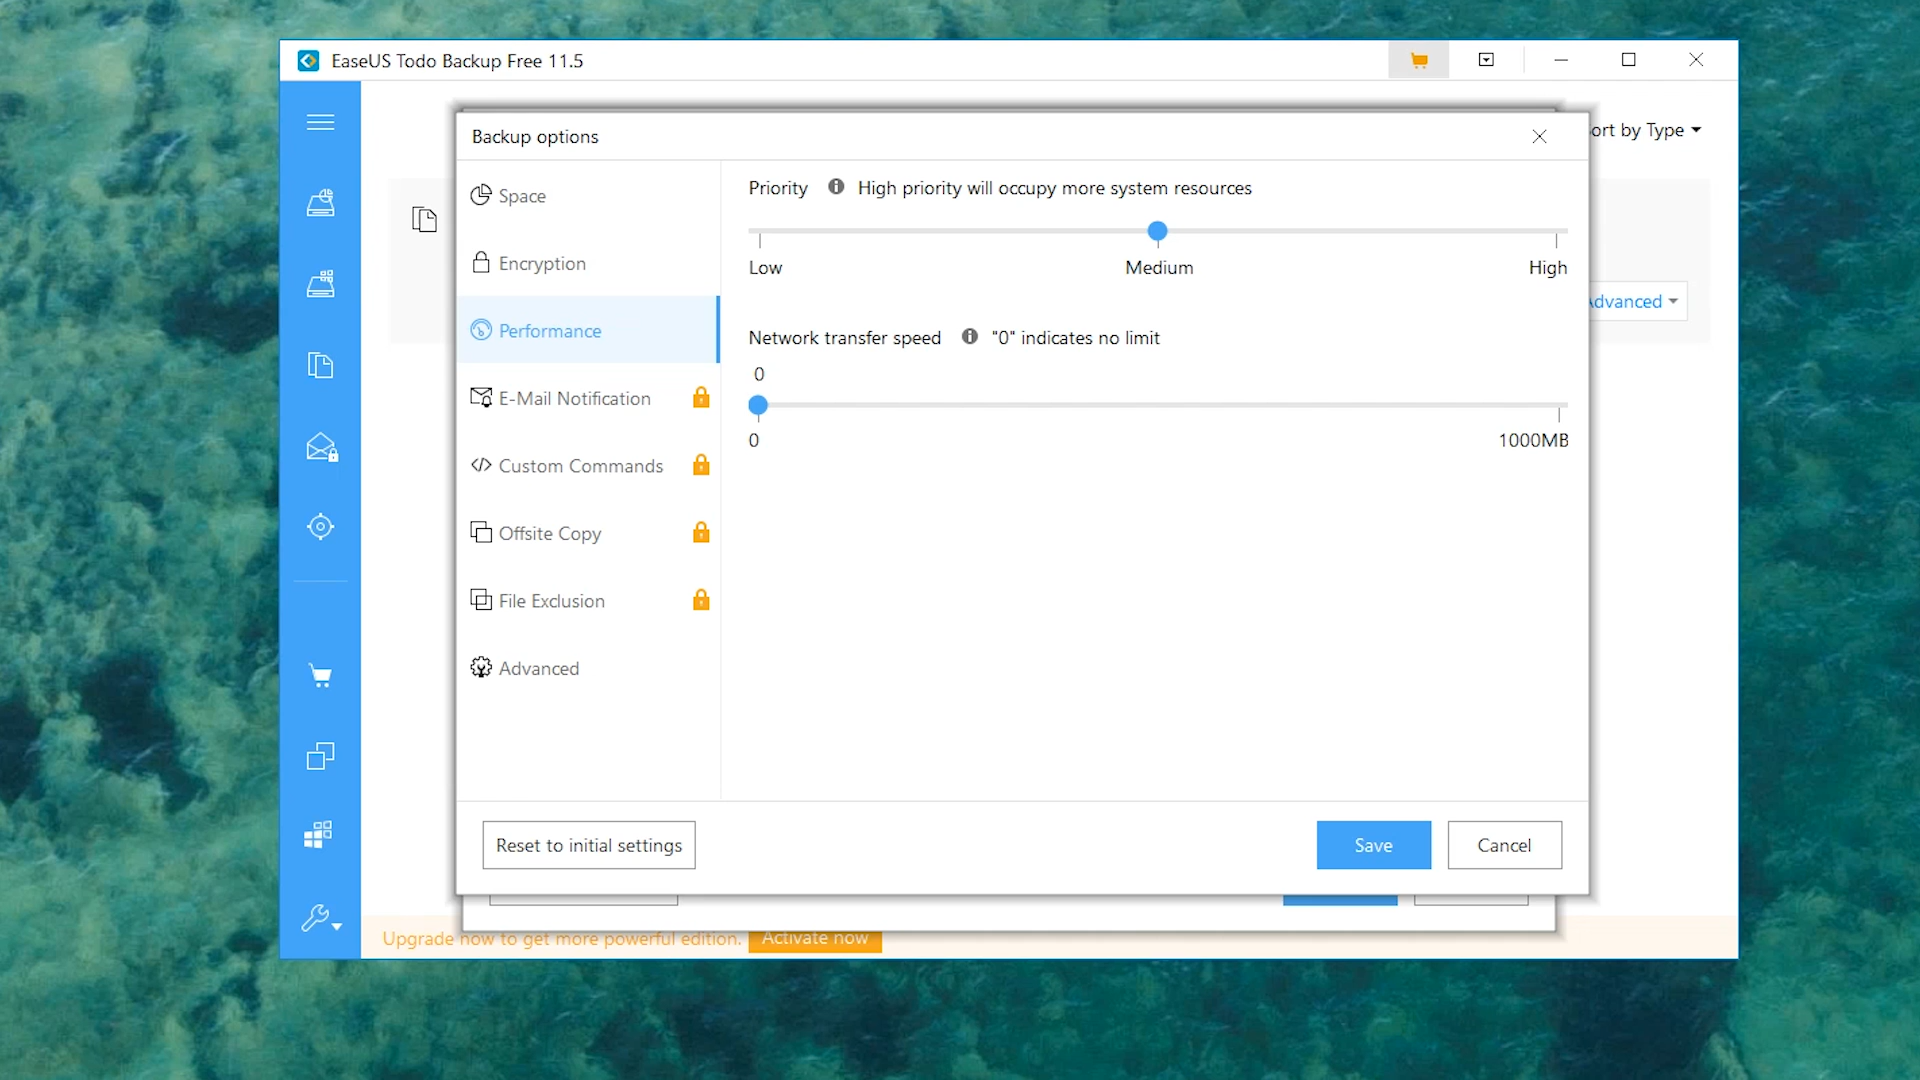 EaseUS Todo Backup Free 11.5
Sort by Type
Backup options
Space
Encryption
Performance
E-Mail Notification
Custom Commands
Offsite Copy
File Exclusion
Advanced
Priority High priority will occupy more system resources
Low Medium High
Network transfer speed "0" indicates no limit
0
0 1000MB
Advanced
Reset to initial settings Save Cancel
Upgrade now to get more powerful edition. Activate now